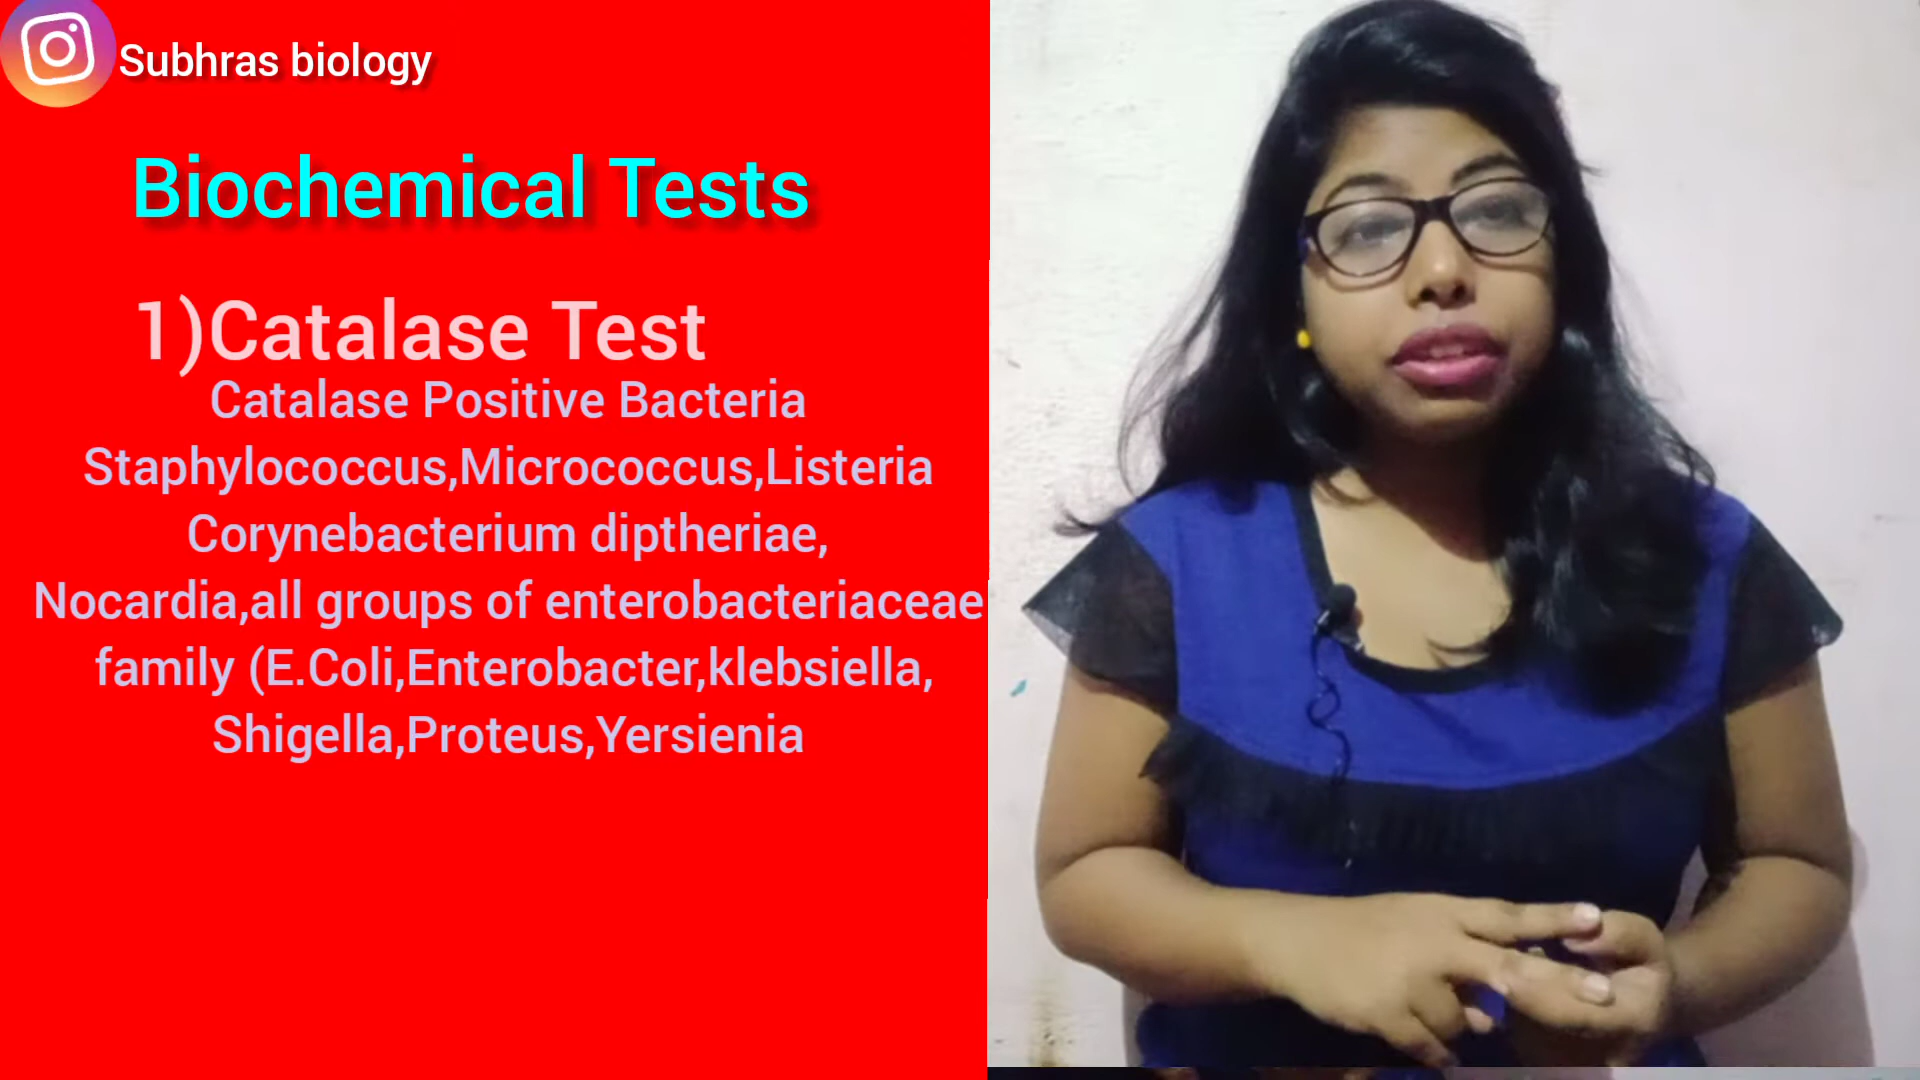 Subhras biology
Biochemical Tests
1)Catalase Test
Catalase Positive Bacteria
Staphylococcus,Micrococcus,Listeria
Corynebacterium diptheriae,
Nocardia,all groups of enterobacteriaceae
family (E.Coli,Enterobacter,klebsiella,
Shigella,Proteus,Yersienia